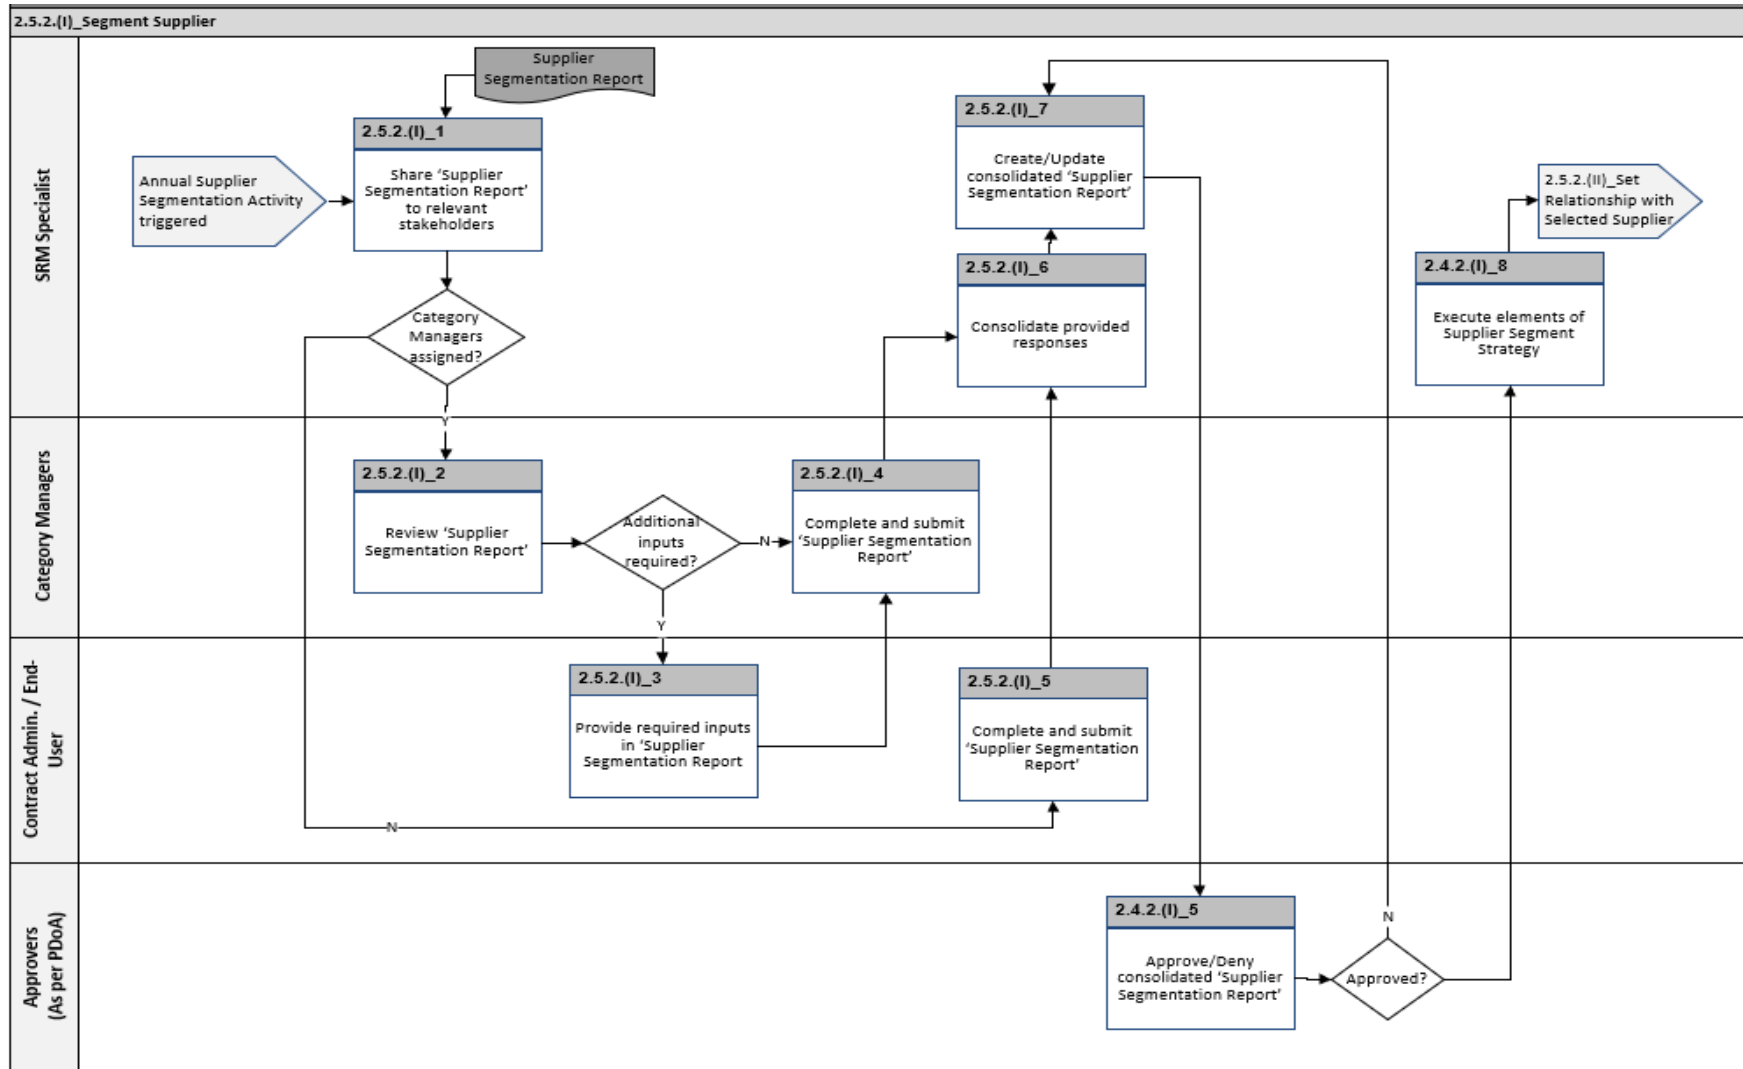 2.5.2.(I)_Segment Supplier
SRM Specialist
Supplier
Segmentation Report
Annual Supplier
Segmentation Activity
triggered
2.5.2.(I)_1
Share ‘Supplier
Segmentation Report’
to relevant
stakeholders
Category
Managers
assigned?
Y
N
2.5.2.(I)_7
Create/Update
consolidated ‘Supplier
Segmentation Report’
2.5.2.(I)_6
Consolidate provided
responses
2.5.2.(II)_Set
Relationship with
Selected Supplier
2.4.2.(I)_8
Execute elements of
Supplier Segment
Strategy
Category Managers
2.5.2.(I)_2
Review ‘Supplier
Segmentation Report’
Additional
inputs
required?
N
Y
2.5.2.(I)_4
Complete and submit
‘Supplier Segmentation
Report’
Contract Admin. / End-
User
2.5.2.(I)_3
Provide required inputs
in ‘Supplier
Segmentation Report
2.5.2.(I)_5
Complete and submit
‘Supplier Segmentation
Report’
Approvers
(As per PDoA)
2.4.2.(I)_5
Approve/Deny
consolidated ‘Supplier
Segmentation Report’
Approved?
N